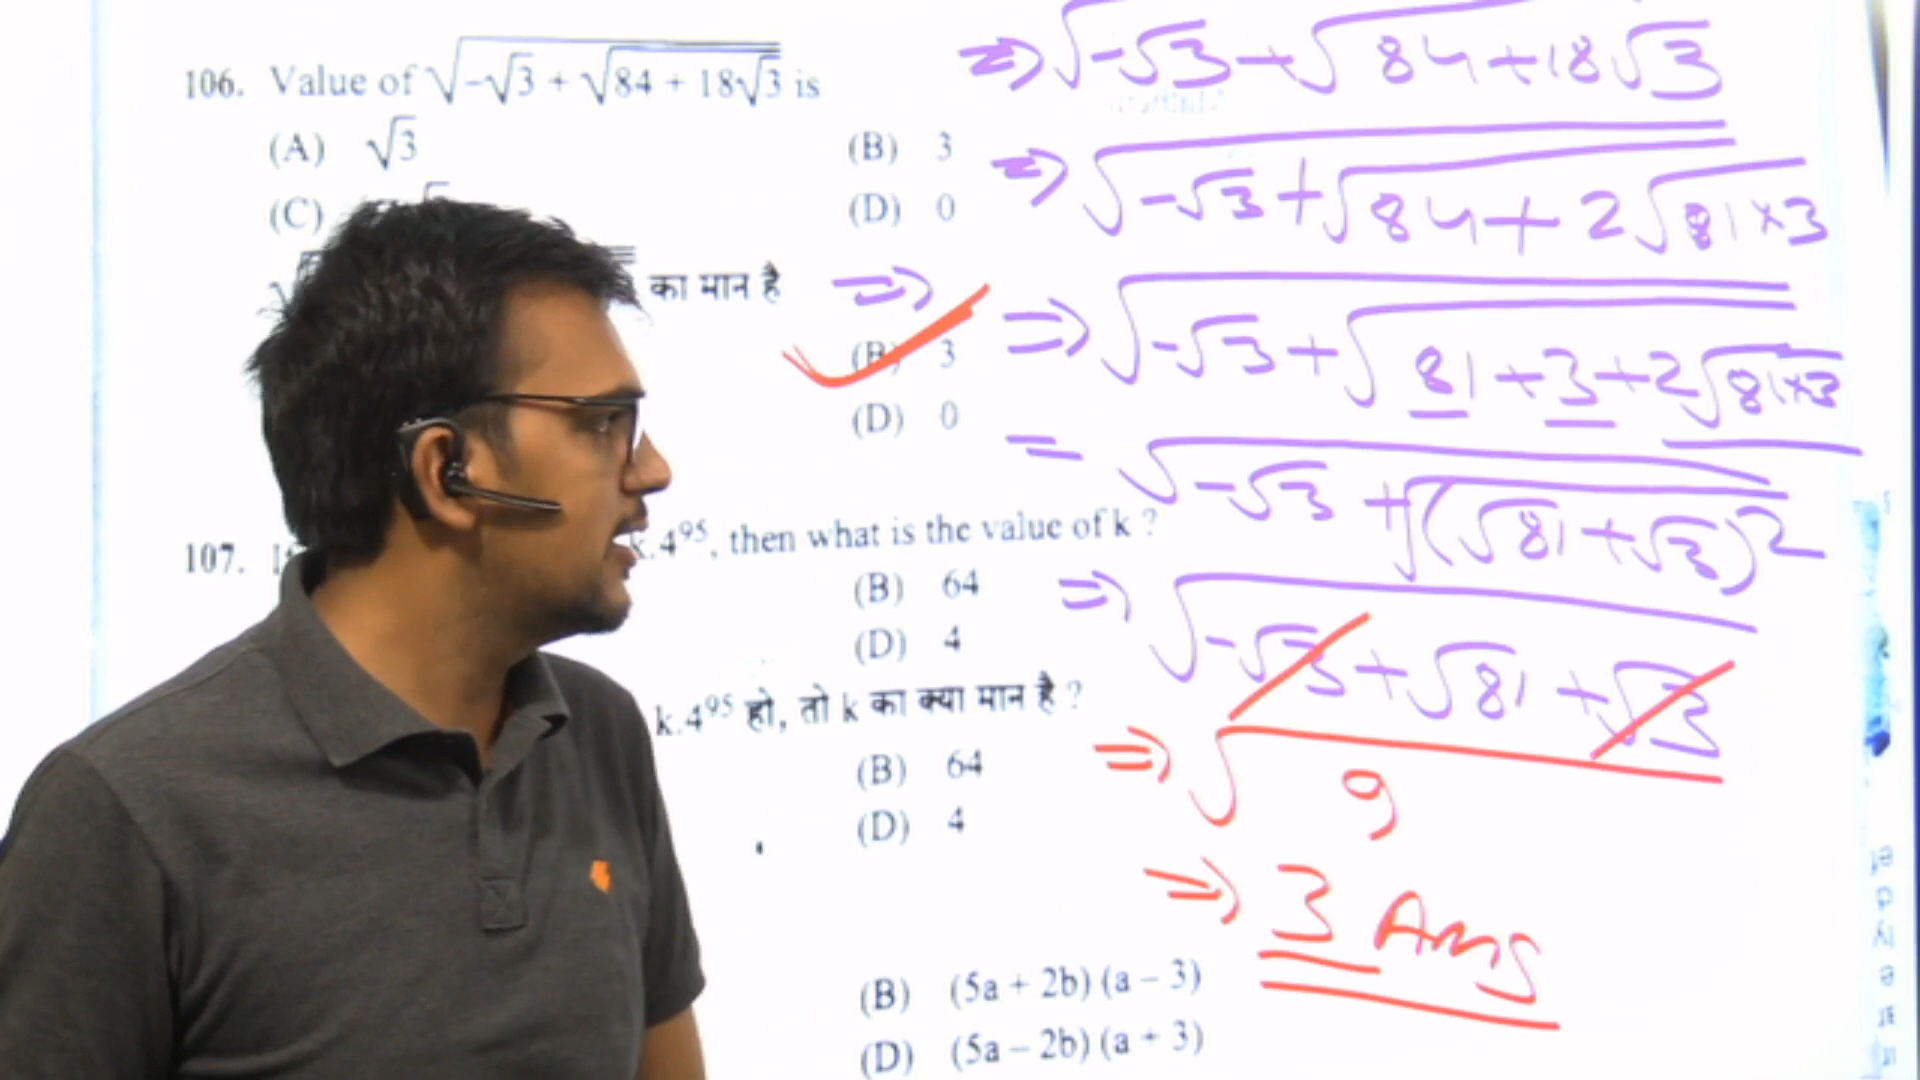 106. Value of √(-√3 + √(84 + 18√3)) is
(A) √3
(B) 3
(C)
(D) 0
का मान है
(B) 3
(D) 0
107.
k.4⁹⁵, then what is the value of k ?
(B) 64
(D) 4
k.4⁹⁵ हो, तो k का क्या मान है ?
(B) 64
(D) 4
(B) (5a + 2b) (a – 3)
(D) (5a – 2b) (a + 3)
⇒ √(-√3 + √(84 + 18√3))
⇒ √(-√3 + √(84 + 2√(81×3)))
⇒ ⇒ √(-√3 + √(81 + 3 + 2√(81×3)))
= √(-√3 + √(√81 + √3)²)
⇒ √(-√3 + √81 + √3)
⇒ √9
⇒ 3 Ans